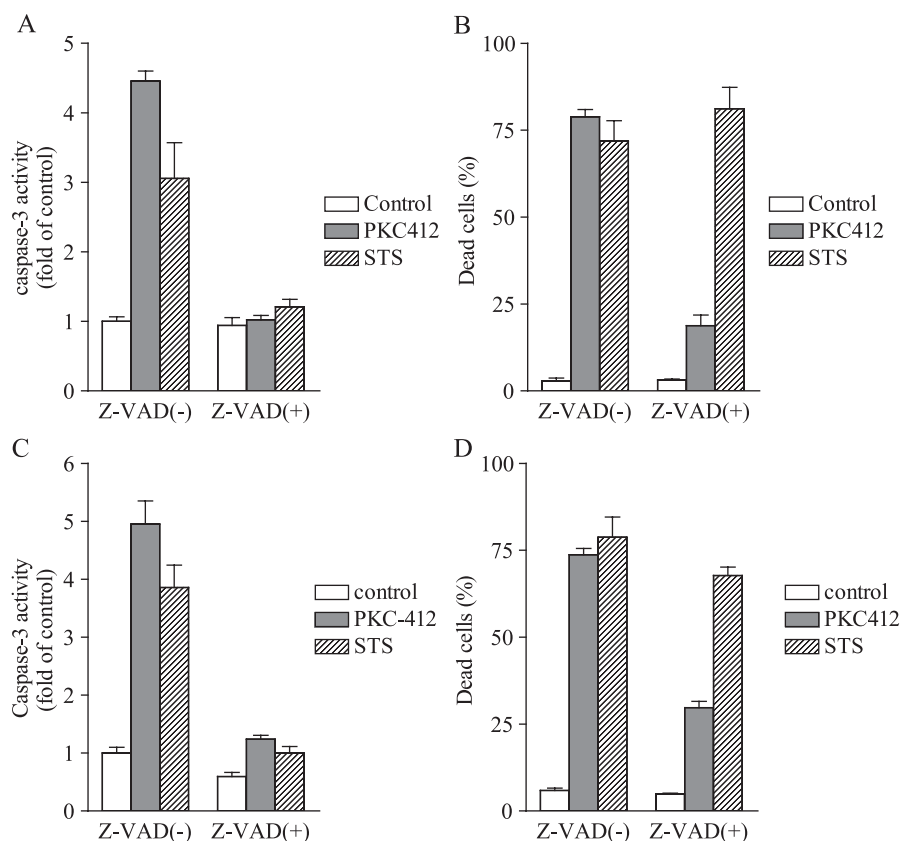 A
caspase-3 activity
(fold of control)
5
4
3
2
1
0
Z-VAD(-)
Z-VAD(+)
Control
PKC412
STS
B
Dead cells (%)
100
75
50
25
0
Z-VAD(-)
Z-VAD(+)
Control
PKC412
STS
C
Caspase-3 activity
(fold of control)
6
5
4
3
2
1
0
Z-VAD(-)
Z-VAD(+)
control
PKC-412
STS
D
Dead cells (%)
100
75
50
25
0
Z-VAD(-)
Z-VAD(+)
control
PKC412
STS